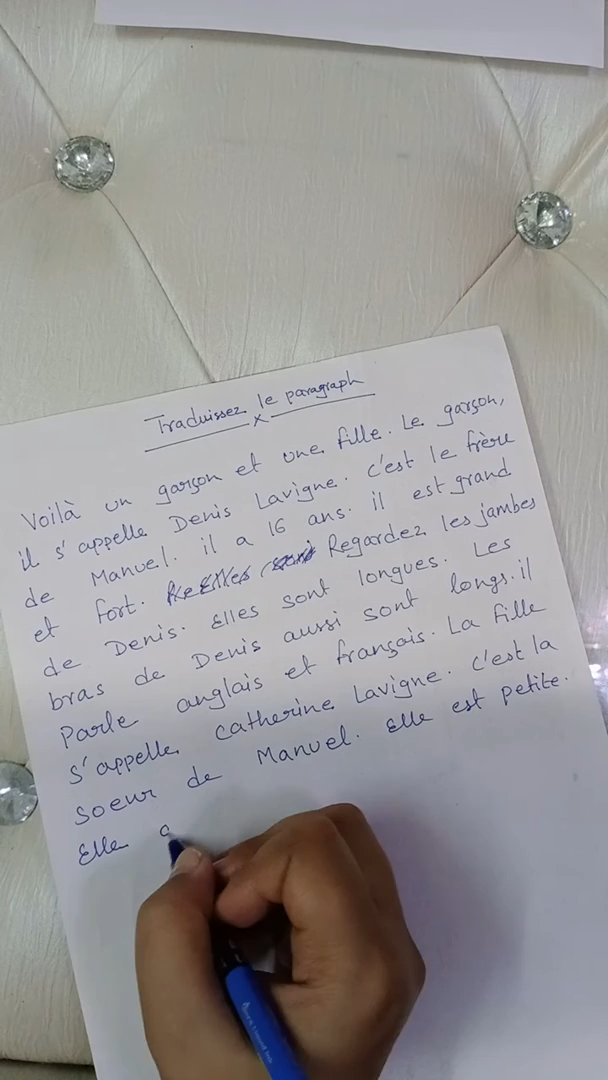 Traduissez le paragraph
x
Voilà un garçon et une fille. Le garçon,
il s'appelle Denis Lavigne. c'est le frère
de Manuel. il a 16 ans. il est grand
et fort. Regardez les jambes
de Denis. Elles sont longues. Les
bras de Denis aussi sont longs. il
Parle anglais et français. La fille
s'appelle Catherine Lavigne. C'est la
soeur de Manuel. Elle est petite.
Elle